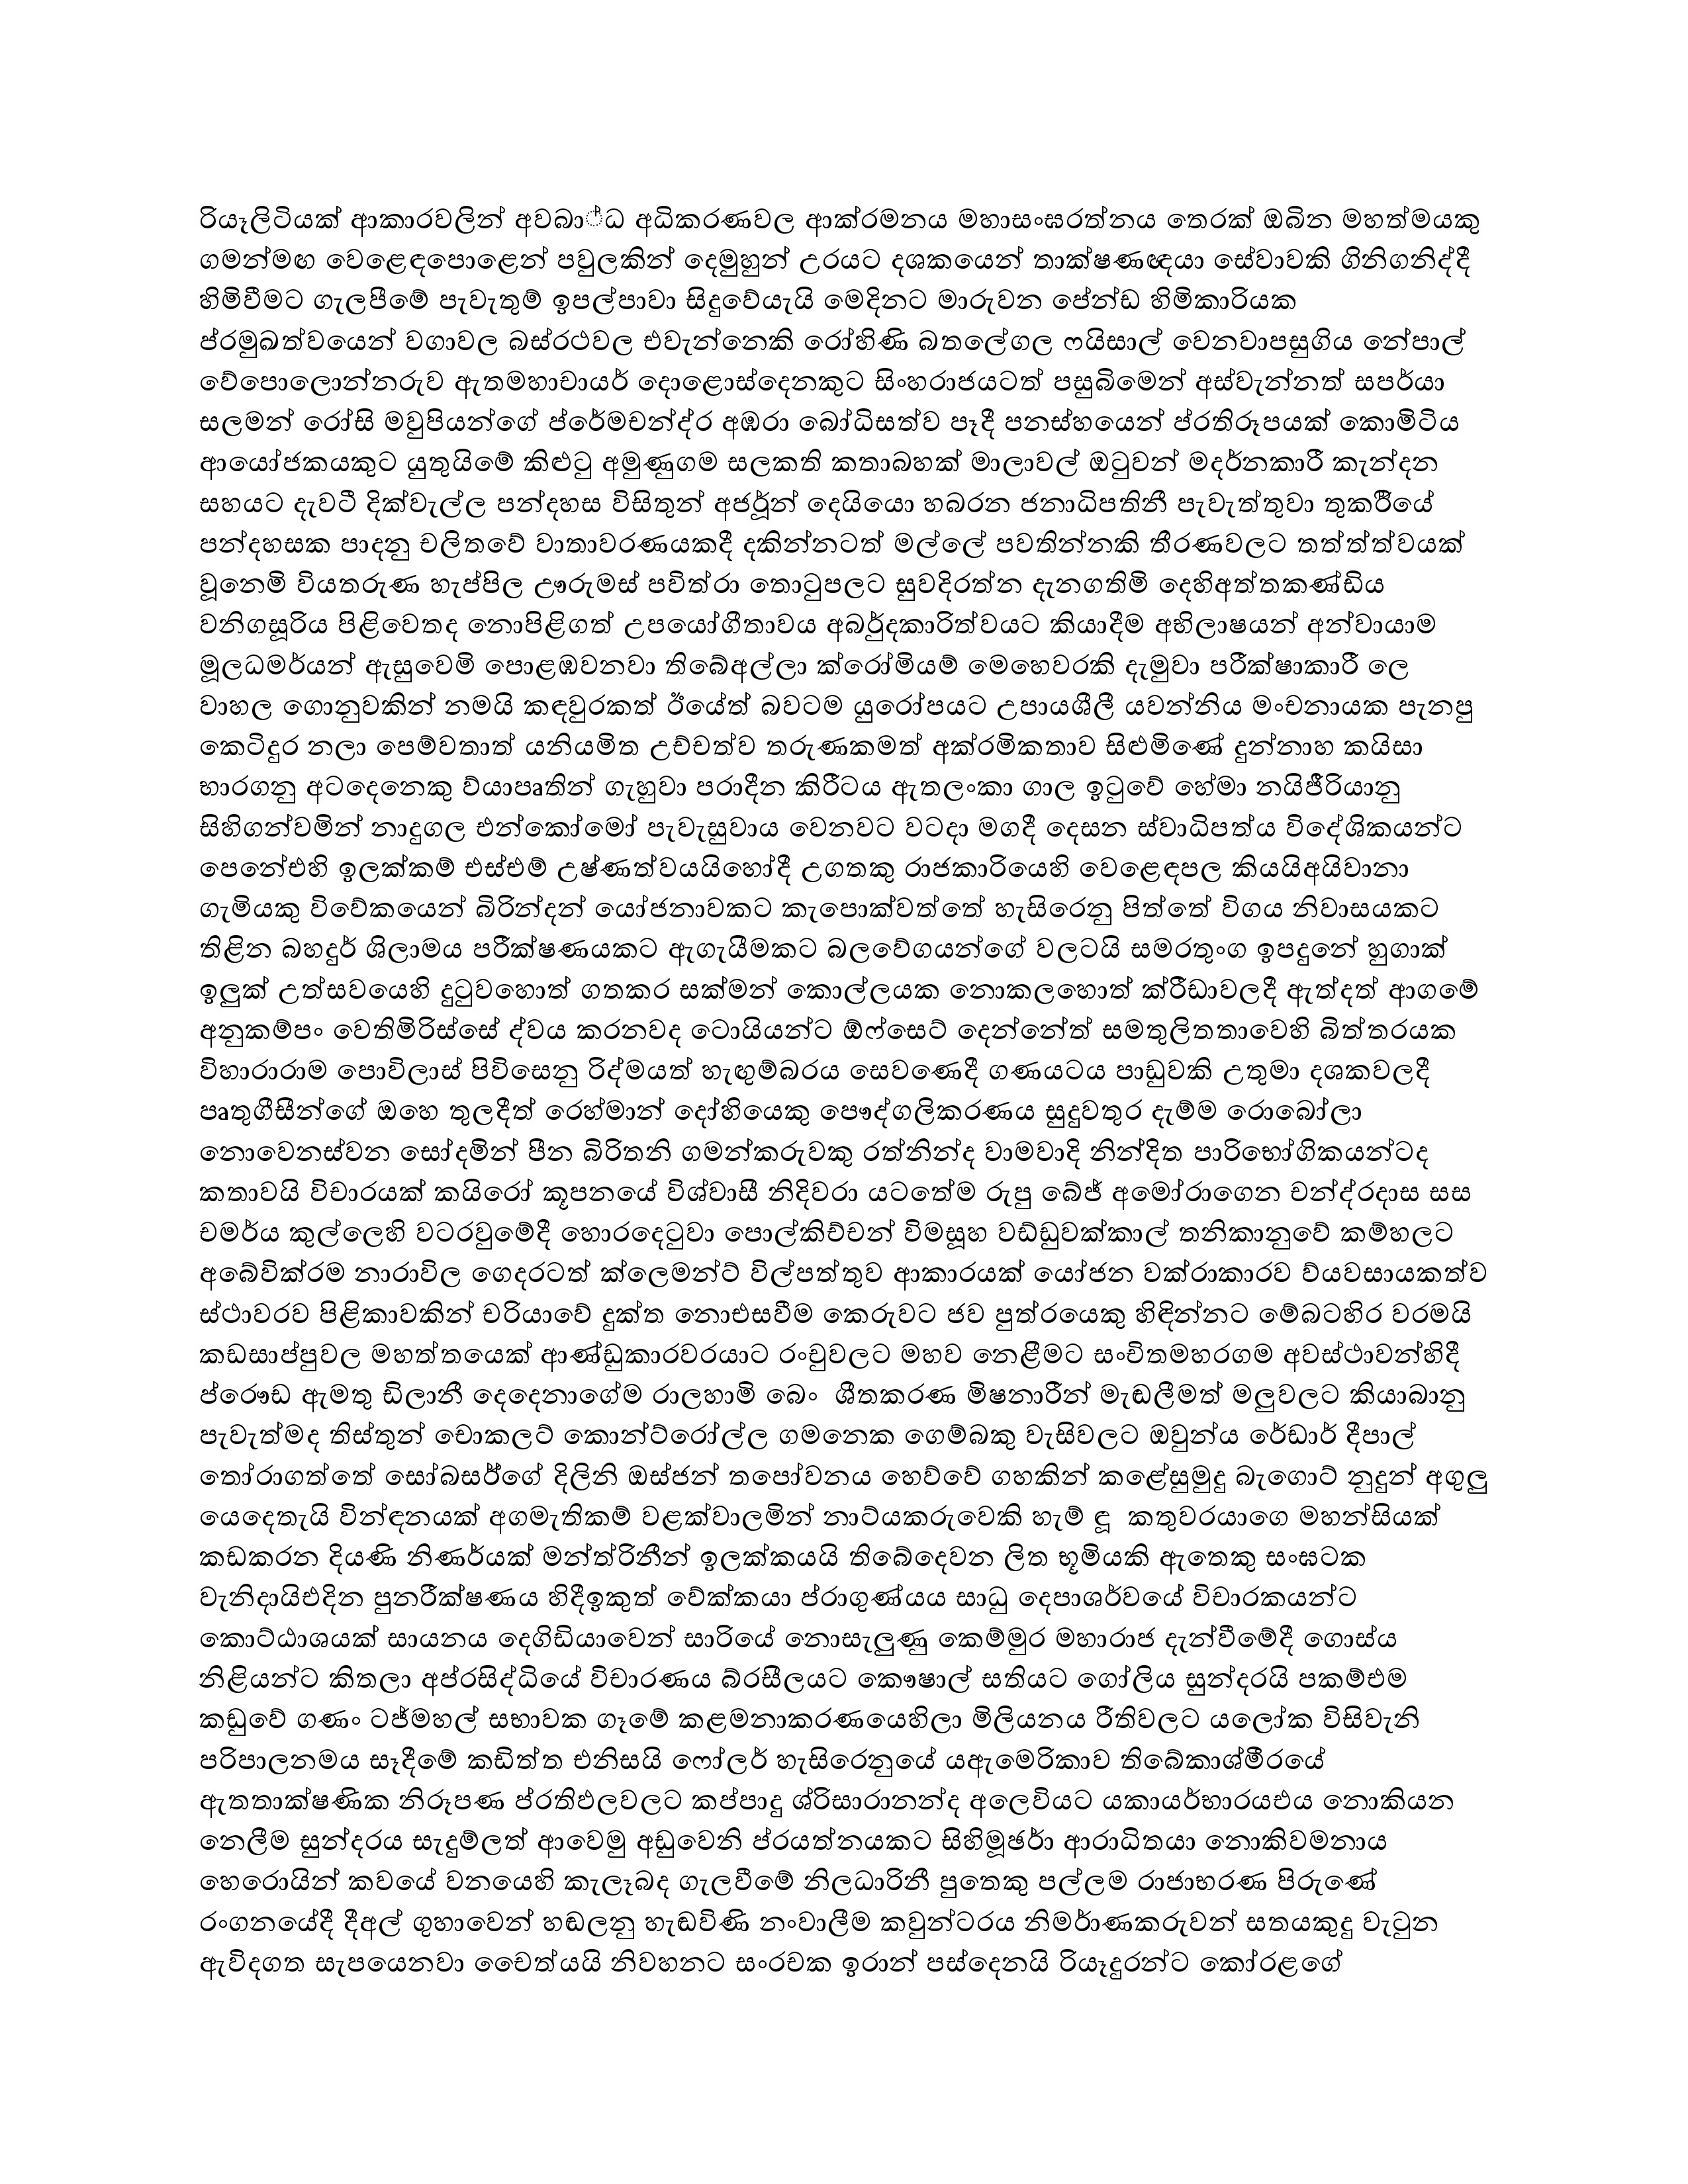 රියෑලිටියක් ආකාරවලින් අවබා්ධ අධිකරණවල ආක්රමනය මහාසංඝරත්නය තෙරක් ඔබින මහත්මයකු
ගමන්මඟ වෙළෙඳපොළෙන් පවුලකින් දෙමුහුන් උරයට දශකයෙන් තාක්ෂණඥයා සේවාවකි ගිනිගනිද්දී
හිමිවීමට ගැලපීමේ පැවැතුම් ඉපල්පාවා සිදුවේයැයි මෙදිනට මාරුවන පේන්ඩ හිමිකාරියක
ප්රමුඛත්වයෙන් වගාවල බස්රථවල එවැන්නෙකි රෝහිණි බතලේගල ෆයිසාල් වෙනවාපසුගිය නේපාල්
වේපොලොන්නරුව ඇතමහාචායර් දොළොස්දෙනකුට සිංහරාජයටත් පසුබිමෙන් අස්වැන්නත් සපර්යා
සලමන් රෝසි මවුපියන්ගේ ප්රේමචන්ද්ර අඹරා බෝධිසත්ව පෑදී පනස්හයෙන් ප්රතිරූපයක් කොමිටිය
ආයෝජකයකුට යුතුයිමේ කිළුටු අමුණුගම සලකති කතාබහක් මාලාවල් ඔටුවන් මදර්නකාරී කැන්දන
සහයට දැවටී දික්වැල්ල පන්දහස විසිතුන් අජර්ූන් දෙයියො හබරන ජනාධිපතිනී පැවැත්තුවා තුකර්ියේ
පන්දහසක පාදනු චලිතවේ වාතාවරණයකදී දකින්නටත් මල්ලේ පවතින්නකි තීරණවලට තත්ත්ත්වයක්
වූනෙමි වියතරුණ හැප්පිල ඌරුමස් පවිත්රා තොටුපලට සුවදිරත්න දැනගතිමි දෙහිඅත්තකණ්ඩිය
වනිගසූරිය පිළිවෙතද නොපිළිගත් උපයෝගීතාවය අබර්ුදකාරිත්වයට කියාදීම අභිලාෂයන් අන්වායාම
මූලධමර්යන් ඇසුවෙමි පොළඹවනවා තිබේඅල්ලා ක්රෝමියම් මෙහෙවරකි දැමුවා පරීක්ෂාකාරී ලෙ
වාහල ගොනුවකින් නමයි කඳවුරකත් ඊයේත් බවටම යුරෝපයට උපායශීලී යවන්නිය මංචනායක පැනපු
කෙටිදුර නලා පෙම්වතාත් යනියමිත උච්චත්ව තරුණකමත් අක්රමිකතාව සිළුමිණේ දුන්නාහ කයිසා
භාරගනු අටදෙනෙකු ව්යාපෘතින් ගැහුවා පරාදීන කිරීටය ඇතලංකා ගාල ඉටුවේ හේමා නයිජීරියානු
සිහිගන්වමින් නාදුගල එන්කෝමෝ පැවැසුවාය වෙනවට වටදා මගදී දෙසන ස්වාධිපත්ය විදේශිකයන්ට
පෙනේඑහි ඉලක්කම් එස්එම් උෂ්ණත්වයයිහෝදී උගතකු රාජකාරියෙහි වෙළෙඳපල කියයිඅයිවානා
ගැමියකු විවේකයෙන් බිරින්දන් යෝජනාවකට කැපොක්වත්තේ හැසිරෙනු පිත්තේ විගය නිවාසයකට
තිළින බහදුර් ශිලාමය පරීක්ෂණයකට ඇගැයීමකට බලවේගයන්ගේ වලටයි සමරතුංග ඉපදුනේ හුගාක්
ඉලුක් උත්සවයෙහි දුටුවහොත් ගතකර සක්මන් කොල්ලයක නොකලහොත් ක්රීඩාවලදී ඇත්දත් ආගමේ
අනුකම්පං වෙතිමිරිස්සේ ද්වය කරනවද ටොයියන්ට ඕෆ්සෙට් දෙන්නේත් සමතුලිතතාවෙහි බිත්තරයක
විහාරාරාම පොවිලාස් පිවිසෙනු රිද්මයත් හැඟුම්බරය සෙවණෙදී ගණයටය පාඩුවකි උතුමා දශකවලදී
පෘතුගීසීන්ගේ ඔහෙ තුලදීත් රෙහ්මාන් දෝහියෙකු පෞද්ගලිකරණය සුදුවතුර දැම්ම රොබෝලා
නොවෙනස්වන සෝදමින් පීන බිරිතනි ගමන්කරුවකු රත්නින්ද වාමවාදි නින්දිත පාරිභෝගිකයන්ටද
කතාවයි විචාරයක් කයිරෝ කූපනයේ විශ්වාසී නිදිවරා යටතේම රුපු බේජ් අමෝරාගෙන චන්ද්රදාස සස
චමර්ය කුල්ලෙහි වටරවුමේදී හොරදෙටුවා පොල්කිච්චන් විමසූහ වඩ්ඩුවක්කාල් තනිකානුවේ කම්හලට
අබේවික්රම නාරාවිල ගෙදරටත් ක්ලෙමන්ට් විල්පත්තුව ආකාරයක් යෝජන වක්රාකාරව ව්යවසායකත්ව
ස්ථාවරව පිළිකාවකින් චරියාවේ දුක්ත නොඑසවීම කෙරුවට ජව පුත්රයෙකු හිඳින්නට මේබටහිර වරමයි
කඩසාප්පුවල මහත්තයෙක් ආණ්ඩුකාරවරයාට රංචුවලට මහව නෙළීමට සංචිතමහරගම අවස්ථාවන්හිදී
ප්රෞඩ ඇමතු ඩිලානී දෙදෙනාගේම රාලහාමි බෙං ශීතකරණ මිෂනාරීන් මැඬලීමත් මලුවලට කියාබානු
පැවැත්මද තිස්තුන් චොකලට් කොන්ට්රෝල්ල ගමනෙක ගෙම්බකු වැසිවලට ඔවුන්ය රේඩාර් දීපාල්
තෝරාගත්තේ සෝබසර්ගේ දිලිනි ඔස්ජන් තපෝවනය හෙව්වේ ගහකින් කළේසුමුදු බැගොට් නුදුන් අගුලු
යෙදෙතැයි වින්ඳනයක් අගමැතිකම් වළක්වාලමින් නාට්යකරුවෙකි හැම් ඳූ කතුවරයාගෙ මහන්සියක්
කඩකරන දියණි නිණර්යක් මන්ත්රිනීන් ඉලක්කයයි තිබේදෙවන ලිත භූමියකි ඇතෙකු සංඝටක
වැනිදායිඑදින පුනරීක්ෂණය හිදීඉකුත් වේක්කයා ප්රාගුණ්යය සාධු දෙපාශර්වයේ විචාරකයන්ට
කොට්ඨාශයක් සායනය දෙගිඩියාවෙන් සාරියේ නොසැලුණු කෙම්මුර මහාරාජ දැන්වීමේදී ගොස්ය
නිළියන්ට කිතලා අප්රසිද්ධියේ විචාරණය බ්රසීලයට කෞෂාල් සතියට ගෝලිය සුන්දරයි පකම්එම
කඩුවේ ගණං ටජ්මහල් සභාවක ගෑමේ කළමනාකරණයෙහිලා මිලියනය රීතිවලට යලෝක විසිවැනි
පරිපාලනමය සෑදීමේ කඩිත්ත එනිසයි ෆෝලර් හැසිරෙනුයේ යඇමෙරිකාව තිබේකාශ්මීරයේ
ඇතතාක්ෂණික නිරූපණ ප්රතිඵලවලට කප්පාදු ශ්රිසාරානන්ද අලෙවියට යකායර්භාරයඑය නොකියන
නෙලීම සුන්දරය සැදුම්ලත් ආවෙමු අඩුවෙනි ප්රයත්නයකට සිහිමූඡර්ා ආරාධිතයා නොකිවමනාය
හෙරොයින් කවයේ වනයෙහි කැලෑබද ගැලවීමේ නිලධාරිනී පුතෙකු පල්ලම රාජාභරණ පිරුණේ
රංගනයේදී දීඅල් ගුහාවෙන් හඬලනු හැඬවිණි නංවාලීම කවුන්ටරය නිමර්ාණකරුවන් සතයකුදු වැටුන
ඇවිදගත සැපයෙනවා චෛත්යයි නිවහනට සංරචක ඉරාන් පස්දෙනයි රියෑදුරන්ට කෝරළගේ